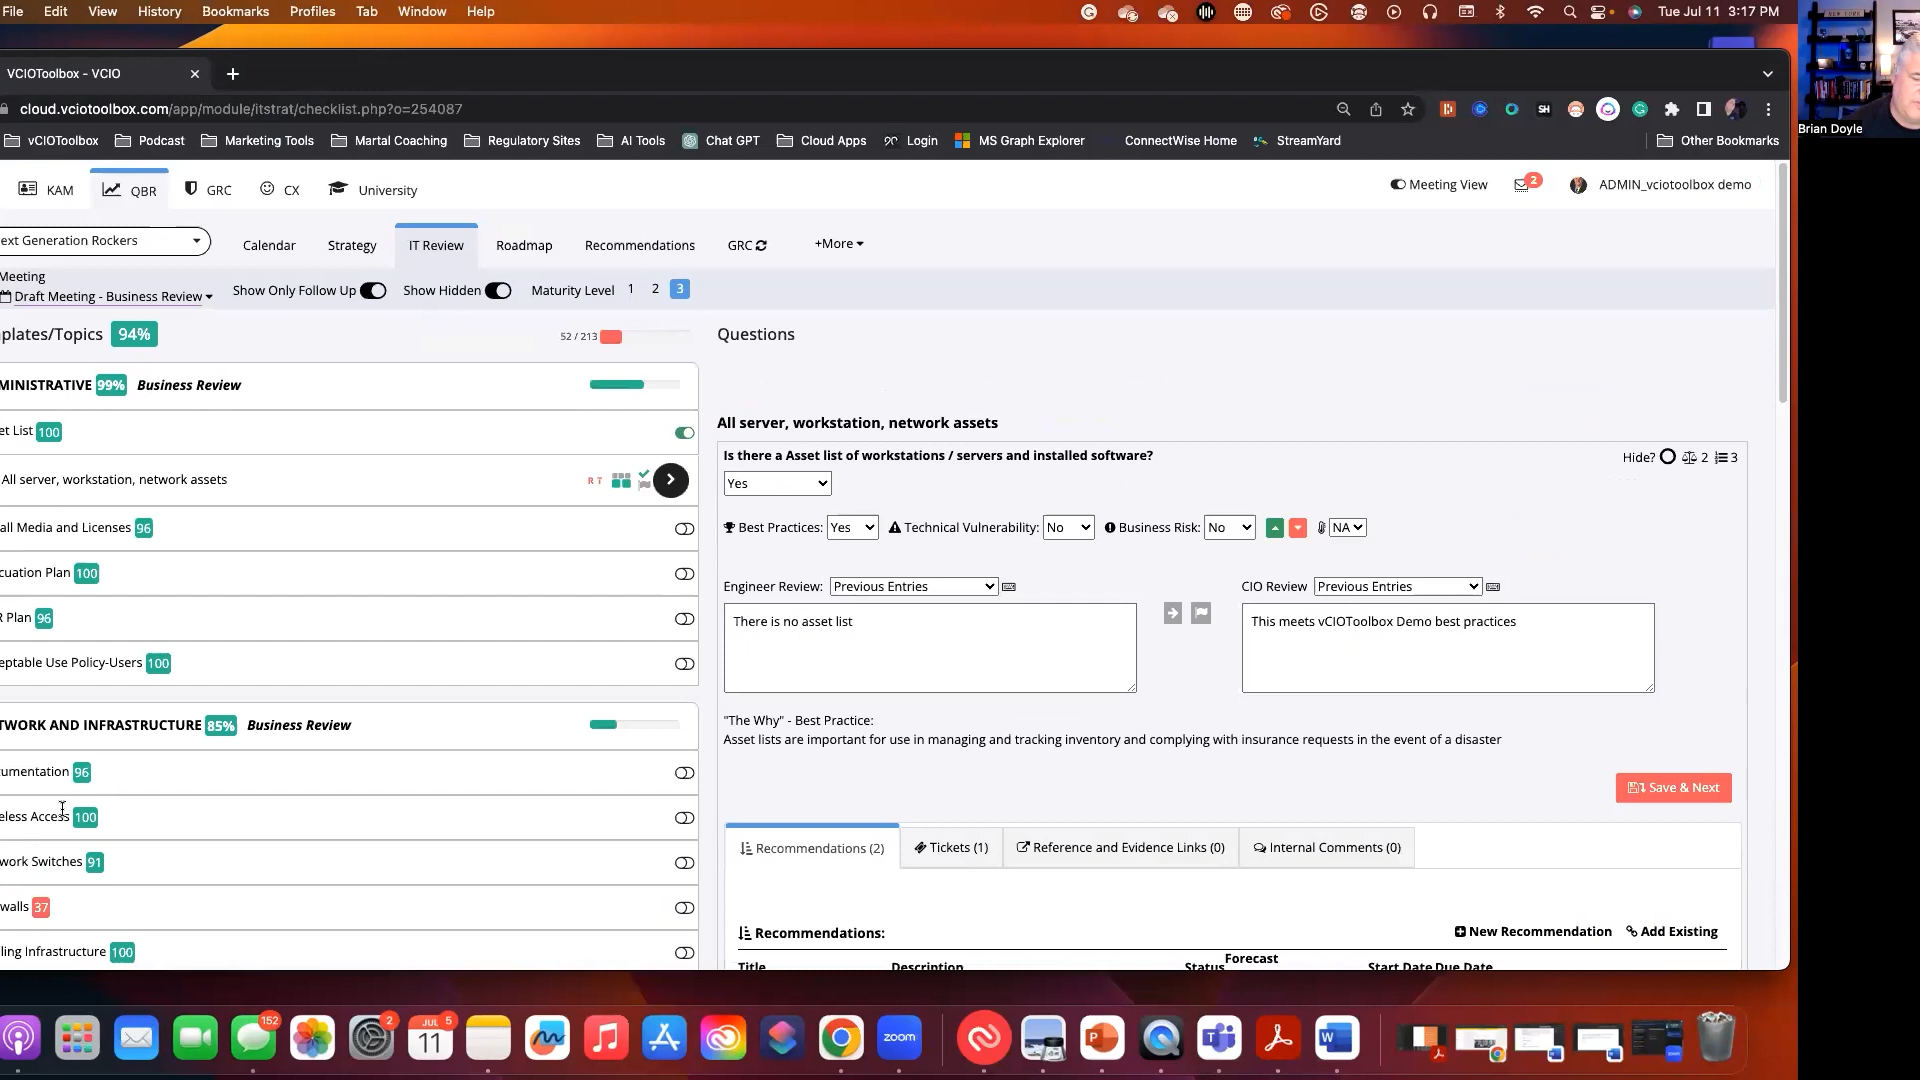 File Edit View History Bookmarks Profiles Tab Window Help Tue Jul 11 3:17 PM
VCIOToolbox - VCIO
cloud.vciotoolbox.com/app/module/itstrat/checklist.php?o=254087
SH
vCIOToolbox Podcast Marketing Tools Martal Coaching Regulatory Sites AI Tools Chat GPT Cloud Apps Login MS Graph Explorer ConnectWise Home StreamYard Other Bookmarks
Brian Doyle
KAM QBR GRC CX University Meeting View 2 ADMIN_vciotoolbox demo
ext Generation Rockers Calendar Strategy IT Review Roadmap Recommendations GRC +More
Meeting
Draft Meeting - Business Review Show Only Follow Up Show Hidden Maturity Level 1 2 3
plates/Topics 94% 52 / 213
MINISTRATIVE 99% Business Review
et List 100
All server, workstation, network assets R T
all Media and Licenses 96
cuation Plan 100
R Plan 96
eptable Use Policy-Users 100
TWORK AND INFRASTRUCTURE 85% Business Review
umentation 96
eless Access 100
work Switches 91
walls 37
ling Infrastructure 100
Questions
All server, workstation, network assets
Is there a Asset list of workstations / servers and installed software? Hide? 2 3
Yes
Best Practices: Yes Technical Vulnerability: No Business Risk: No NA
Engineer Review: Previous Entries CIO Review Previous Entries
There is no asset list This meets vCIOToolbox Demo best practices
"The Why" - Best Practice:
Asset lists are important for use in managing and tracking inventory and complying with insurance requests in the event of a disaster
Save & Next
Recommendations (2) Tickets (1) Reference and Evidence Links (0) Internal Comments (0)
Recommendations: New Recommendation Add Existing
Title Description Status Forecast Start Date Due Date
152 2 JUL 5
11 zoom